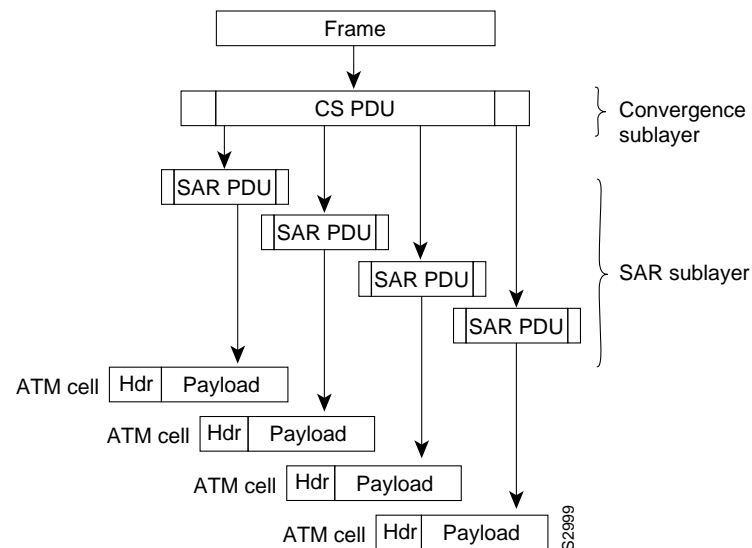 Frame
CS PDU
Convergence
sublayer
SAR PDU
SAR PDU
SAR PDU
SAR PDU
SAR sublayer
ATM cell Hdr Payload
ATM cell Hdr Payload
ATM cell Hdr Payload
ATM cell Hdr Payload
S2999